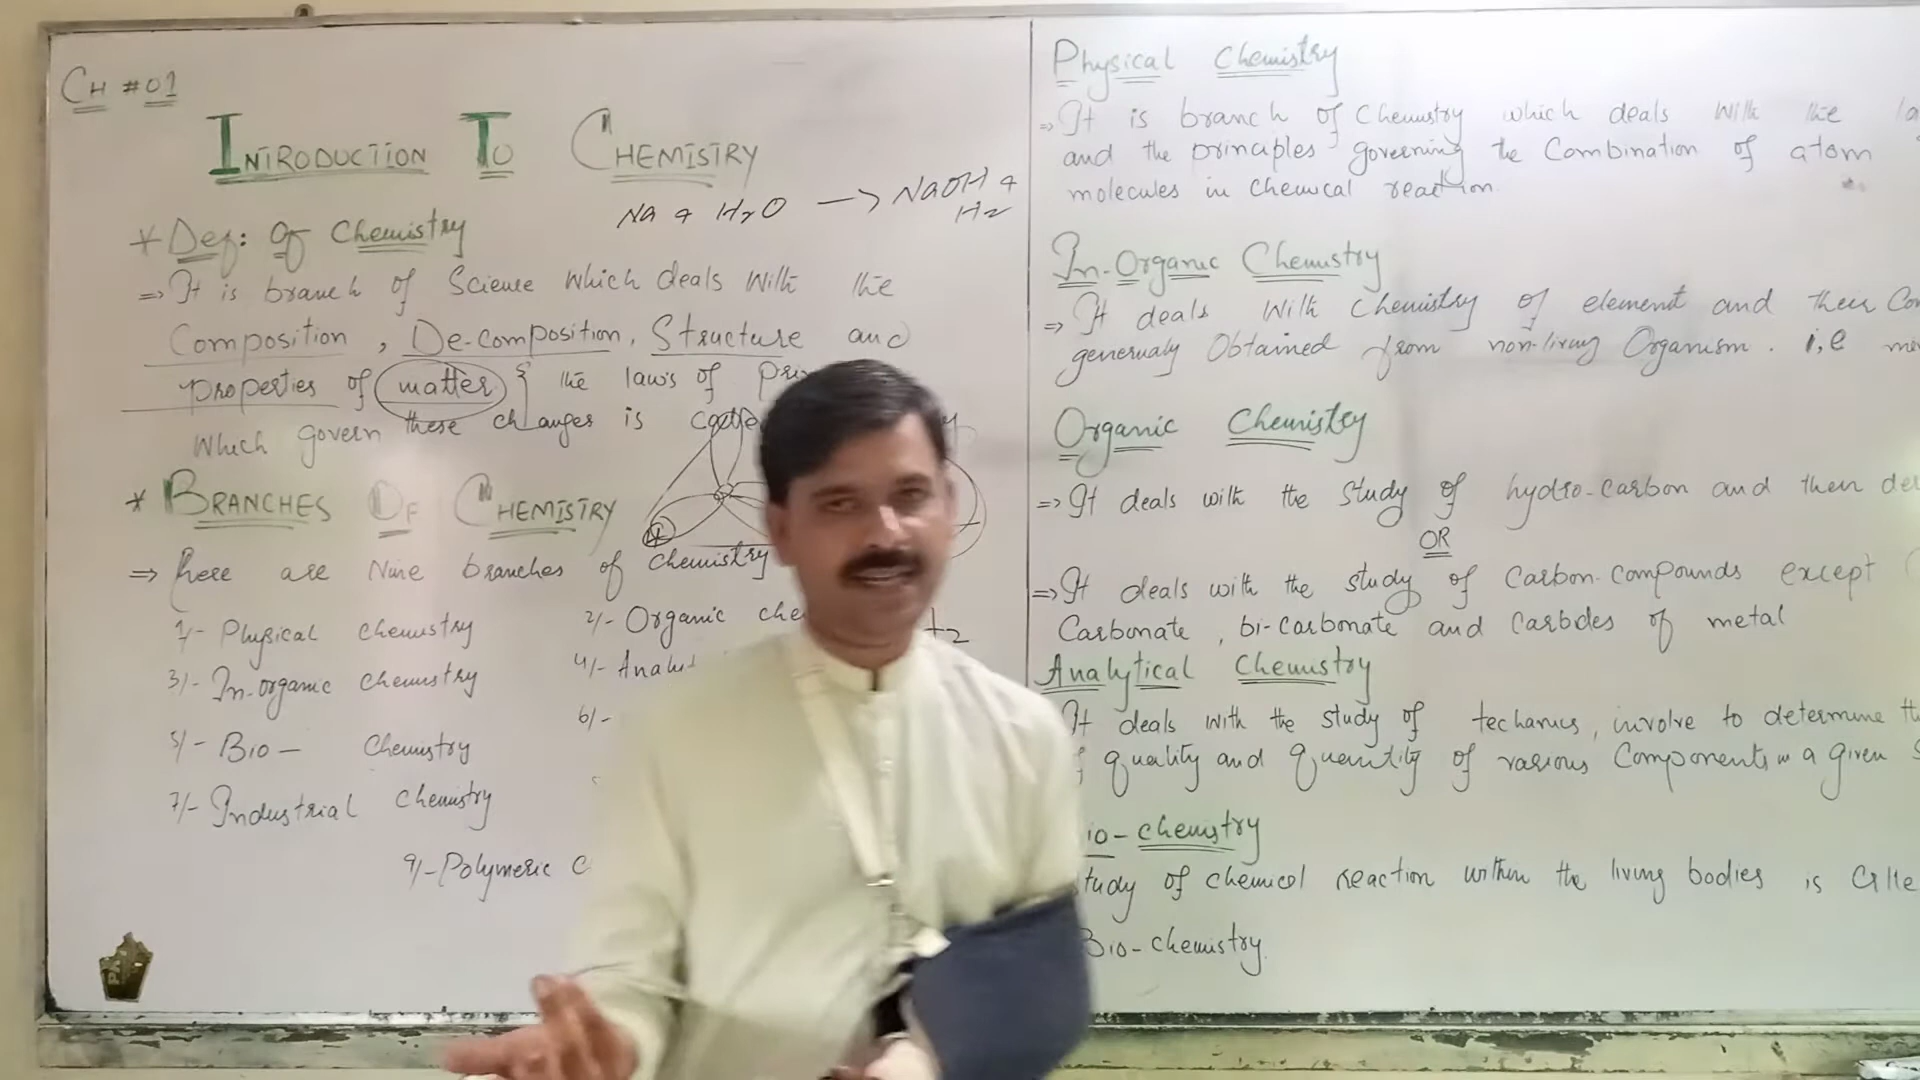 CH #01
INTRODUCTION To CHEMISTRY
Na + H2O → NaOH +
H2
* Def: Of Chemistry
⇒ It is branch of Science Which deals With the
Composition, De-composition, Structure and
properties of matter } the laws of
Which govern these changes is
* BRANCHES OF CHEMISTRY
⇒ There are Nine branches of chemistry
1/- Physical chemistry
2/- Organic
3/- In-organic chemistry
4/-
5/- Bio- Chemistry
6/-
7/- Industrial chemistry
9/- Polymeric C
Physical Chemistry
⇒ It is branch of Chemistry which deals With the
and the principles governing the Combination of atom
molecules in chemical reaction.
In-Organic Chemistry
⇒ It deals With Chemistry of element and their
generualy Obtained from non-living Organism. i,e
Organic Chemistry
⇒ It deals with the study of hydro-carbon and their
OR
⇒ It deals with the study of Carbon-compounds except
Carbonate, bi-carbonate and Carbides of metal
Analytical Chemistry
It deals with the study of involve to determine
quality and quantity of various Components in a given
io-chemistry
tudy of chemical reaction within the living bodies is
Bio-chemistry.